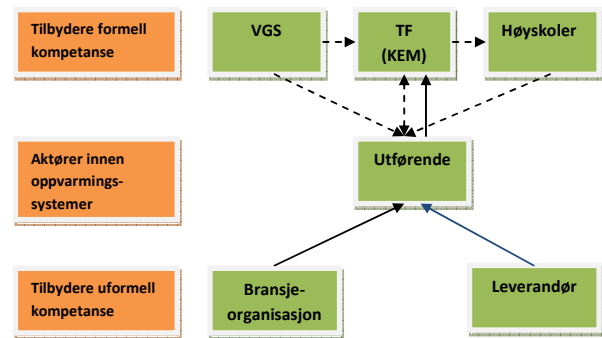 Tilbydere formell
kompetanse
VGS
TF
(KEM)
Høyskoler
Aktører innen
oppvarmings-
systemer
Utførende
Tilbydere uformell
kompetanse
Bransje-
organisasjon
Leverandør